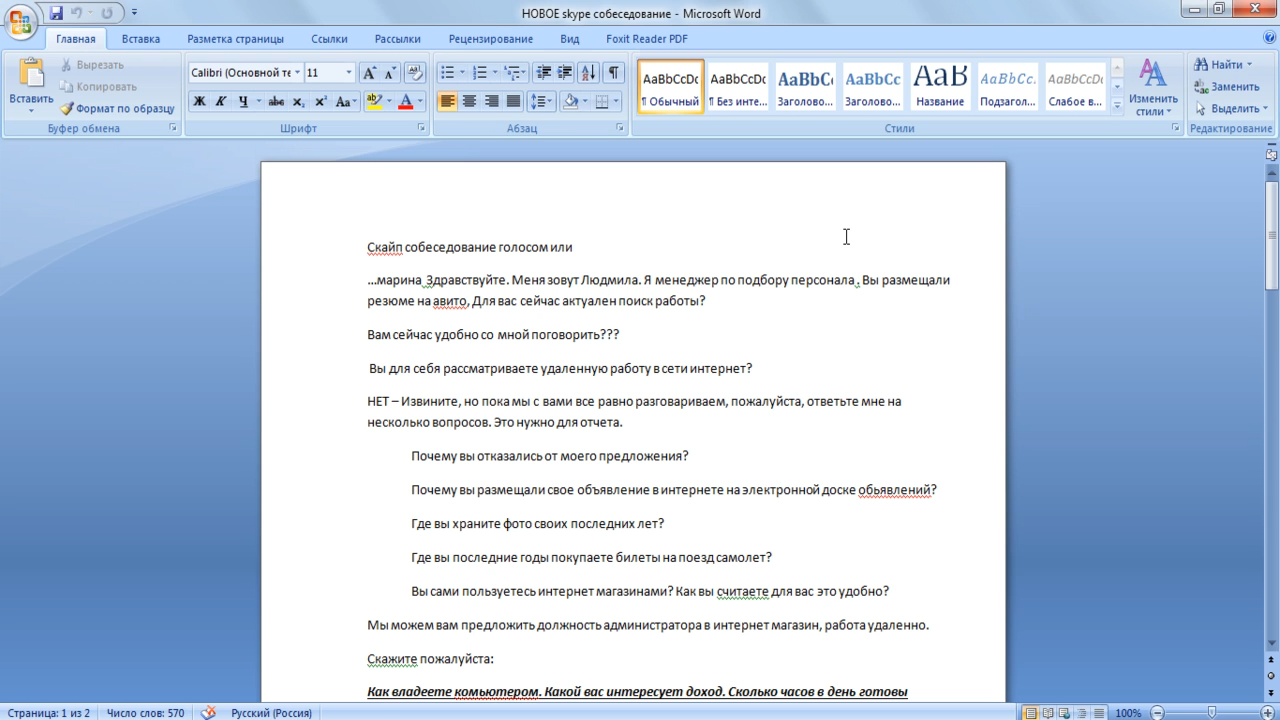 НОВОЕ skype собеседование - Microsoft Word
Главная Вставка Разметка страницы Ссылки Рассылки Рецензирование Вид Foxit Reader PDF
Вставить
Вырезать
Копировать
Формат по образцу
Буфер обмена
Calibri (Основной те 11
Ж К Ч abc x₂ x² Aa
Шрифт
Абзац
AaBbCcDc AaBbCcDc AaBbC AaBbCc AaB AaBbCc. AaBbCcDc
¶ Обычный ¶ Без инте... Заголово... Заголово... Название Подзагол... Слабое в...
Стили
Изменить стили
Найти
Заменить
Выделить
Редактирование
Скайп собеседование голосом или
...марина Здравствуйте. Меня зовут Людмила. Я менеджер по подбору персонала . Вы размещали
резюме на авито, Для вас сейчас актуален поиск работы?
Вам сейчас удобно со мной поговорить???
Вы для себя рассматриваете удаленную работу в сети интернет?
НЕТ – Извините, но пока мы с вами все равно разговариваем, пожалуйста, ответьте мне на
несколько вопросов. Это нужно для отчета.
Почему вы отказались от моего предложения?
Почему вы размещали свое объявление в интернете на электронной доске обьявлений?
Где вы храните фото своих последних лет?
Где вы последние годы покупаете билеты на поезд самолет?
Вы сами пользуетесь интернет магазинами? Как вы считаете для вас это удобно?
Мы можем вам предложить должность администратора в интернет магазин, работа удаленно.
Скажите пожалуйста:
Как владеете комьютером. Какой вас интересует доход. Сколько часов в день готовы
Страница: 1 из 2 Число слов: 570 Русский (Россия) 100%